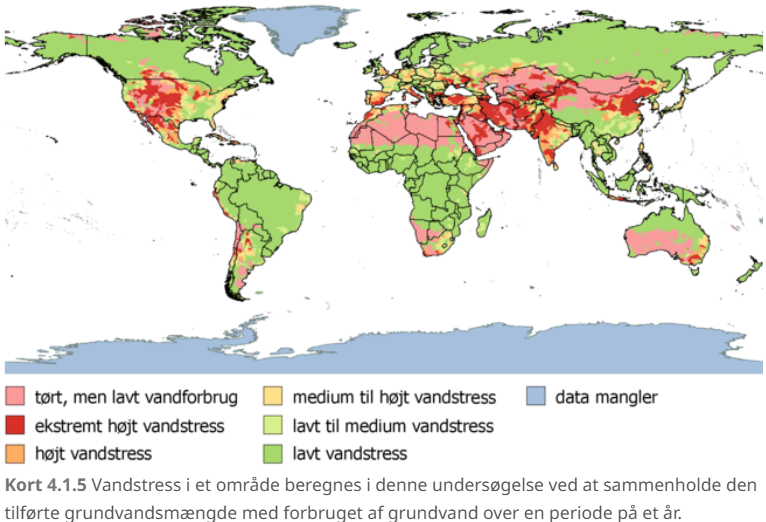 tørt, men lavt vandforbrug
medium til højt vandstress
data mangler
ekstremt højt vandstress
lavt til medium vandstress
højt vandstress
lavt vandstress
Kort 4.1.5 Vandstress i et område beregnes i denne undersøgelse ved at sammenholde den
tilførte grundvandsmængde med forbruget af grundvand over en periode på et år.